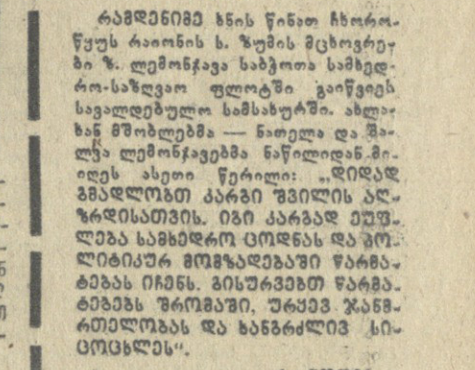 რამდენიმე ხნის წინათ ჩხორო-
წყუს რაიონის ს. ზუმის მცხოვრე-
ბი ზ. ლემონჯავა საბჭოთა სამხედ-
რო-საზღვაო ფლოტში გაიწვიეს
სავალდებულო სამსახურში. ახლა-
ხან მშობლებმა — ნათელა და შა-
ლვა ლემონჯავებმა ნაწილიდან მი-
იღეს ასეთი წერილი: „დიდად
გმადლობთ კარგი შვილის აღ-
ზრდისათვის. იგი კარგად ეუფ-
ლება სამხედრო ცოდნას და პო-
ლიტიკურ მომზადებაში წარმა-
ტებას იჩენს. გისურვებთ წარმა-
ტებებს შრომაში, ურყევ ჯანმ-
რთელობას და ხანგრძლივ სი-
ცოცხლეს“.